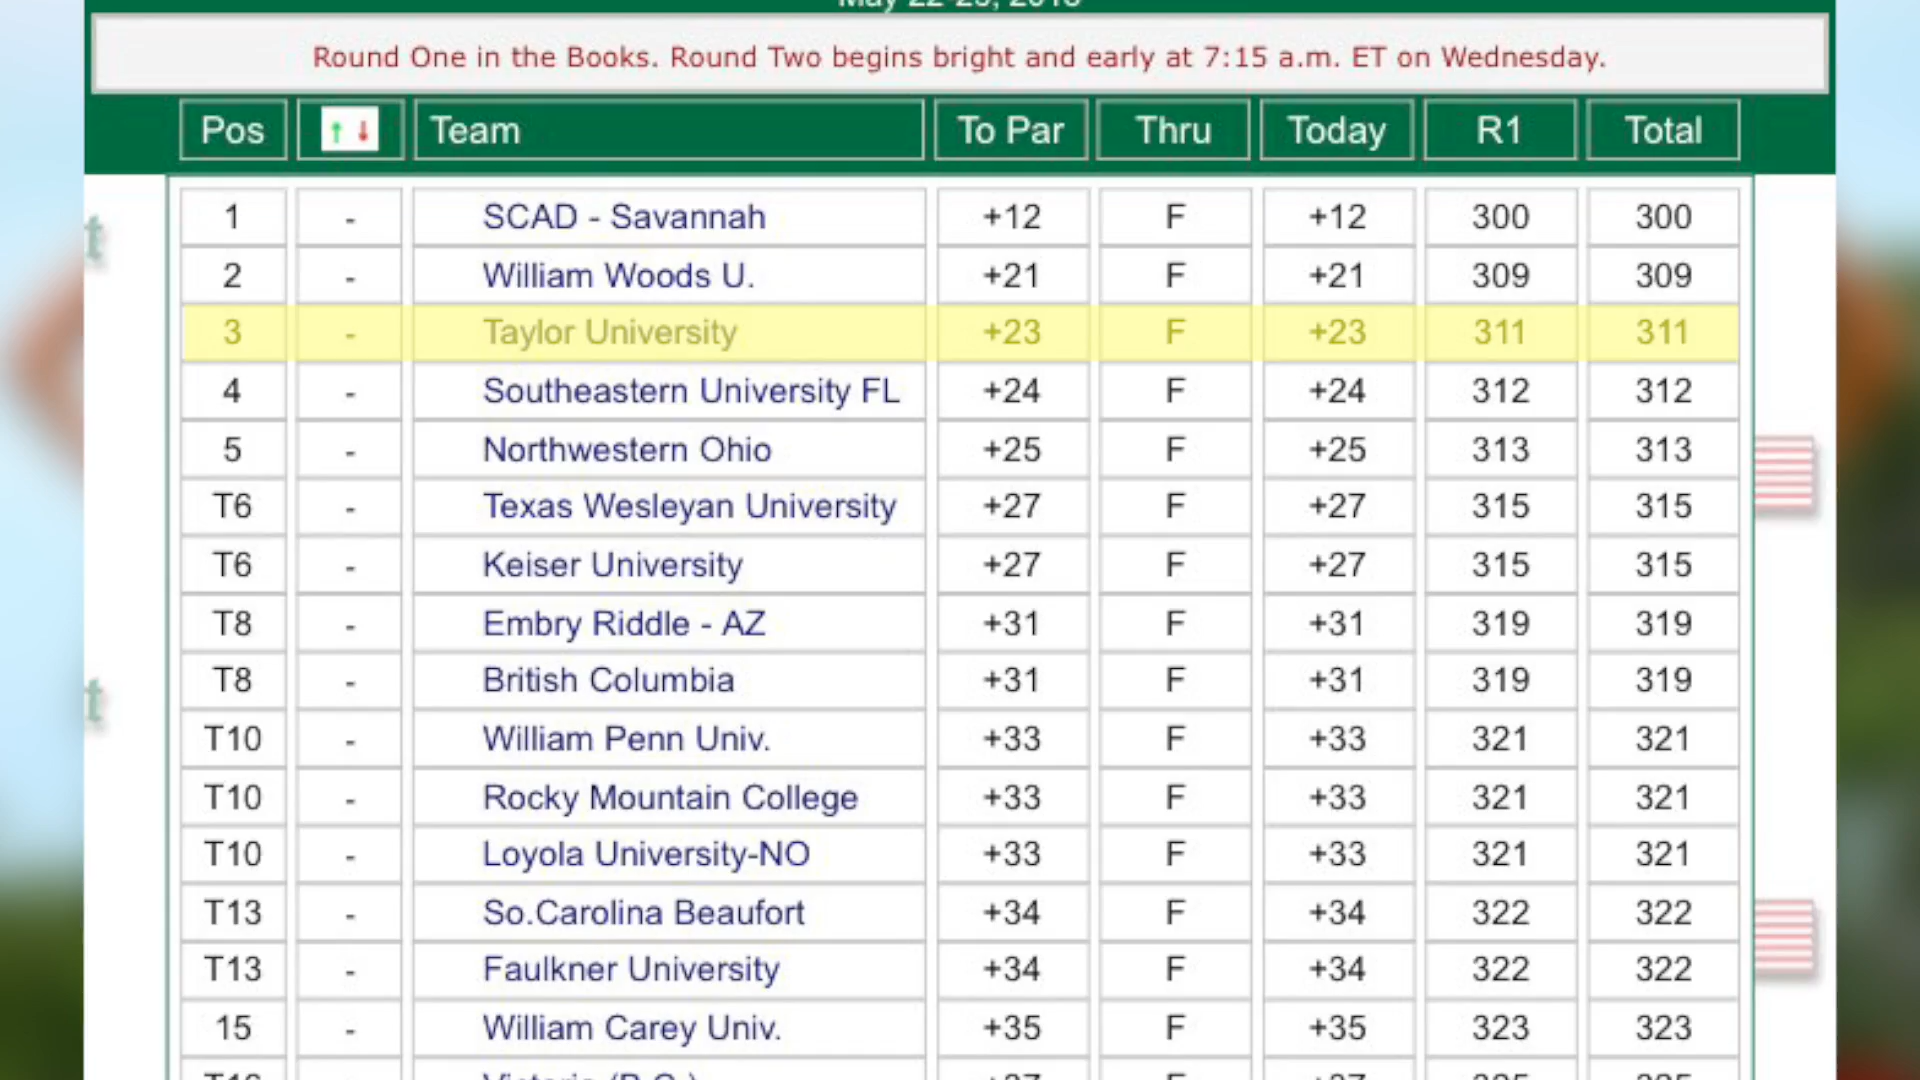 Round One in the Books. Round Two begins bright and early at 7:15 a.m. ET on Wednesday.
Pos ↑↓ Team To Par Thru Today R1 Total
1 - SCAD - Savannah +12 F +12 300 300
2 - William Woods U. +21 F +21 309 309
3 - Taylor University +23 F +23 311 311
4 - Southeastern University FL +24 F +24 312 312
5 - Northwestern Ohio +25 F +25 313 313
T6 - Texas Wesleyan University +27 F +27 315 315
T6 - Keiser University +27 F +27 315 315
T8 - Embry Riddle - AZ +31 F +31 319 319
T8 - British Columbia +31 F +31 319 319
T10 - William Penn Univ. +33 F +33 321 321
T10 - Rocky Mountain College +33 F +33 321 321
T10 - Loyola University-NO +33 F +33 321 321
T13 - So.Carolina Beaufort +34 F +34 322 322
T13 - Faulkner University +34 F +34 322 322
15 - William Carey Univ. +35 F +35 323 323